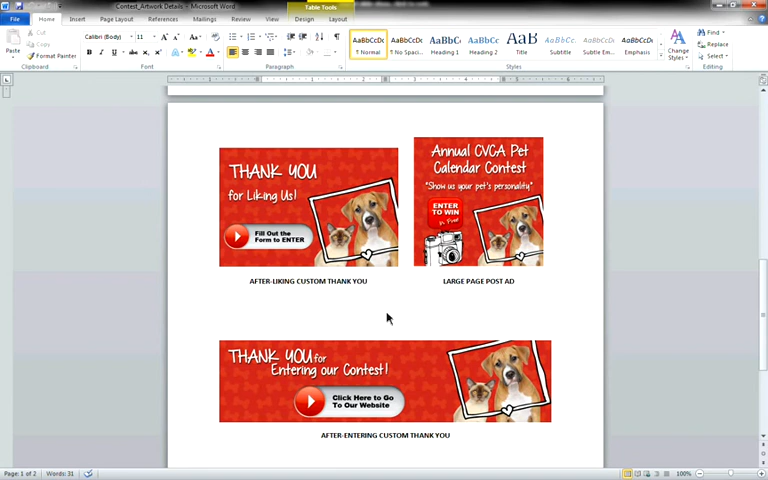 Contest_Artwork Details - Microsoft Word
Table Tools
File Home Insert Page Layout References Mailings Review View Design Layout
Paste
Cut
Copy
Format Painter
Clipboard
Calibri (Body) 11
Font
Paragraph
AaBbCcDc AaBbCcDc AaBbC AaBbCc AaB AaBbCc. AaBbCcDc AaBbCcDc
¶ Normal ¶ No Spaci... Heading 1 Heading 2 Title Subtitle Subtle Em... Emphasis
Styles
Change Styles
Find
Replace
Select
Editing
THANK YOU
for Liking Us!
Fill Out the
Form to ENTER
AFTER-LIKING CUSTOM THANK YOU
Annual CVCA Pet
Calendar Contest
"Show us your pet's personality"
ENTER
TO WIN
LARGE PAGE POST AD
THANK YOU for
Entering our Contest!
Click Here to Go
To Our Website
AFTER-ENTERING CUSTOM THANK YOU
Page: 1 of 2 Words: 31 100%